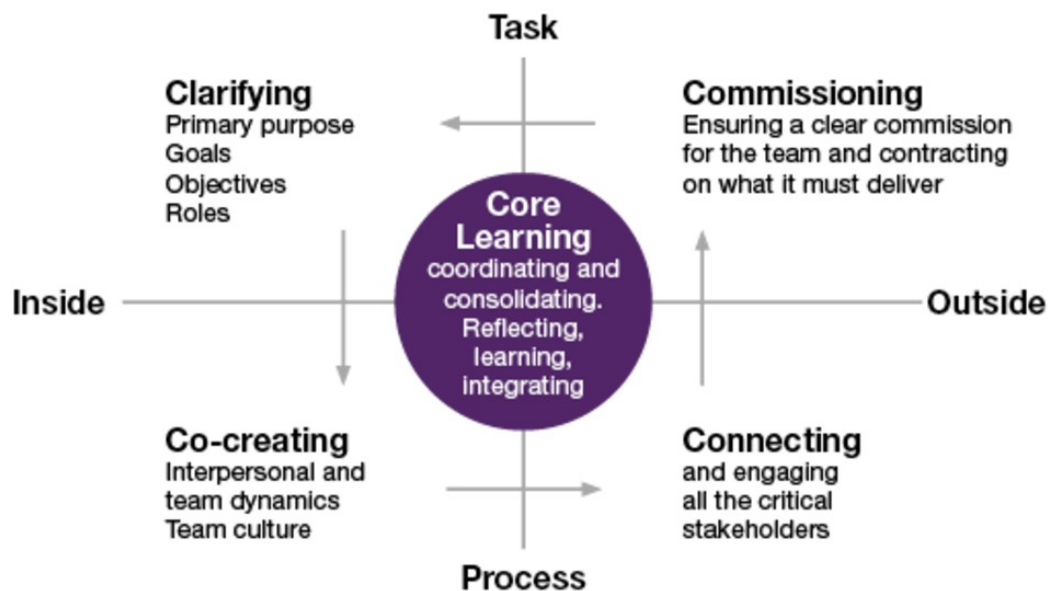 Task
Clarifying
Primary purpose
Goals
Objectives
Roles
Commissioning
Ensuring a clear commission
for the team and contracting
on what it must deliver
Inside
Core
Learning
coordinating and
consolidating.
Reflecting,
learning,
integrating
Outside
Co-creating
Interpersonal and
team dynamics
Team culture
Connecting
and engaging
all the critical
stakeholders
Process